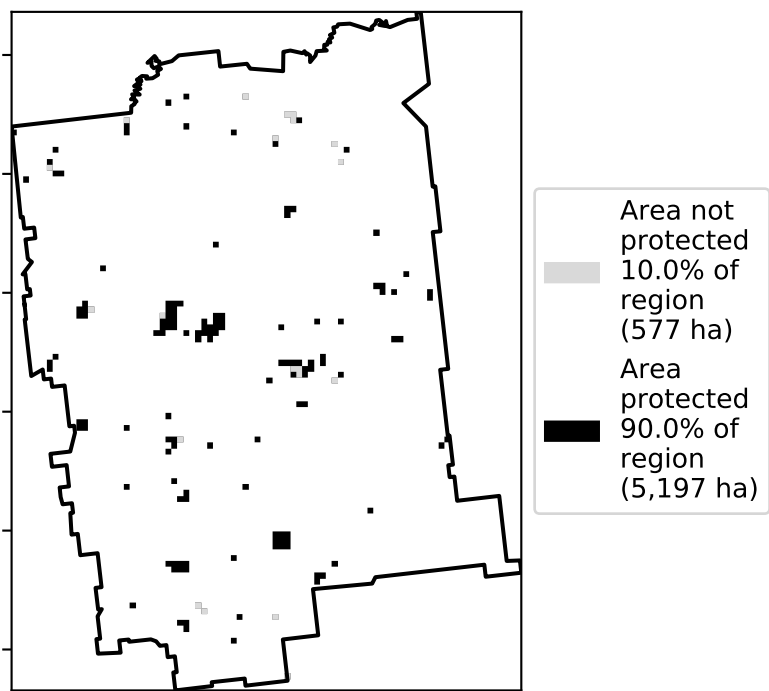 Area not
protected
10.0% of
region
(577 ha)
Area
protected
90.0% of
region
(5,197 ha)